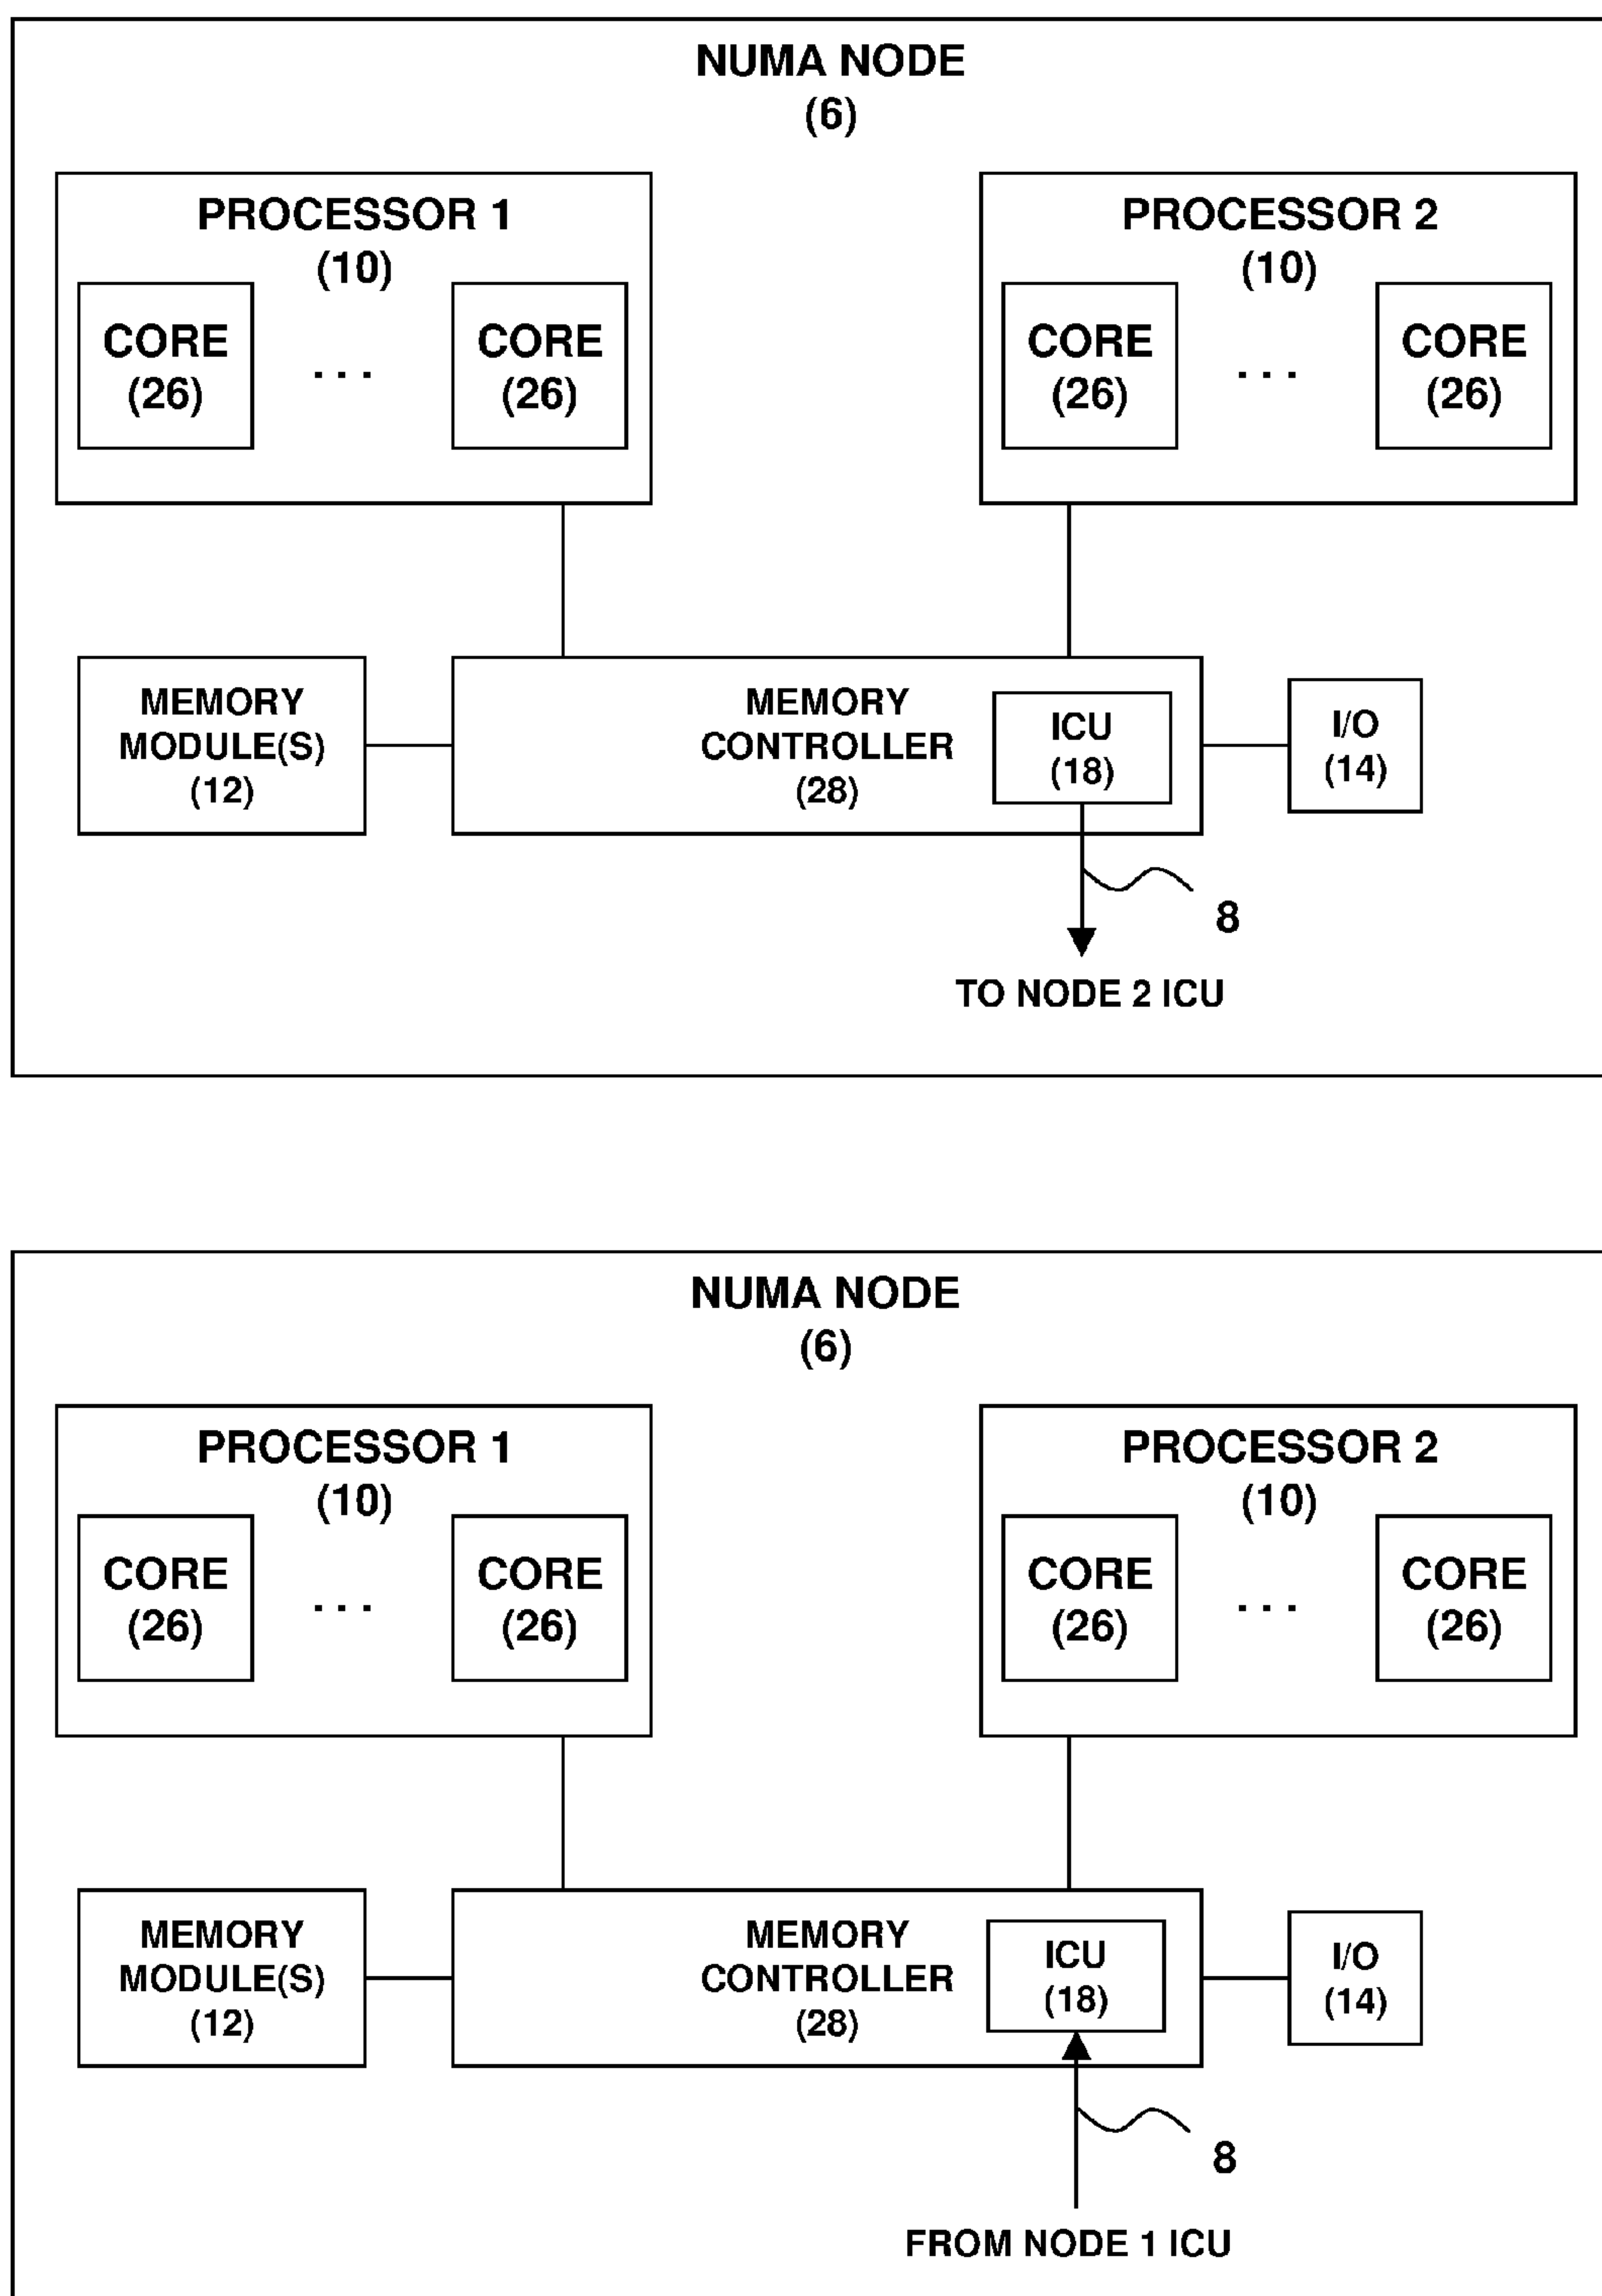 NUMA NODE
(6)
PROCESSOR 1
(10)
CORE
(26)
. . .
CORE
(26)
PROCESSOR 2
(10)
CORE
(26)
. . .
CORE
(26)
MEMORY
MODULE(S)
(12)
MEMORY
CONTROLLER
(28)
ICU
(18)
I/O
(14)
8
TO NODE 2 ICU
NUMA NODE
(6)
PROCESSOR 1
(10)
CORE
(26)
. . .
CORE
(26)
PROCESSOR 2
(10)
CORE
(26)
. . .
CORE
(26)
MEMORY
MODULE(S)
(12)
MEMORY
CONTROLLER
(28)
ICU
(18)
I/O
(14)
8
FROM NODE 1 ICU